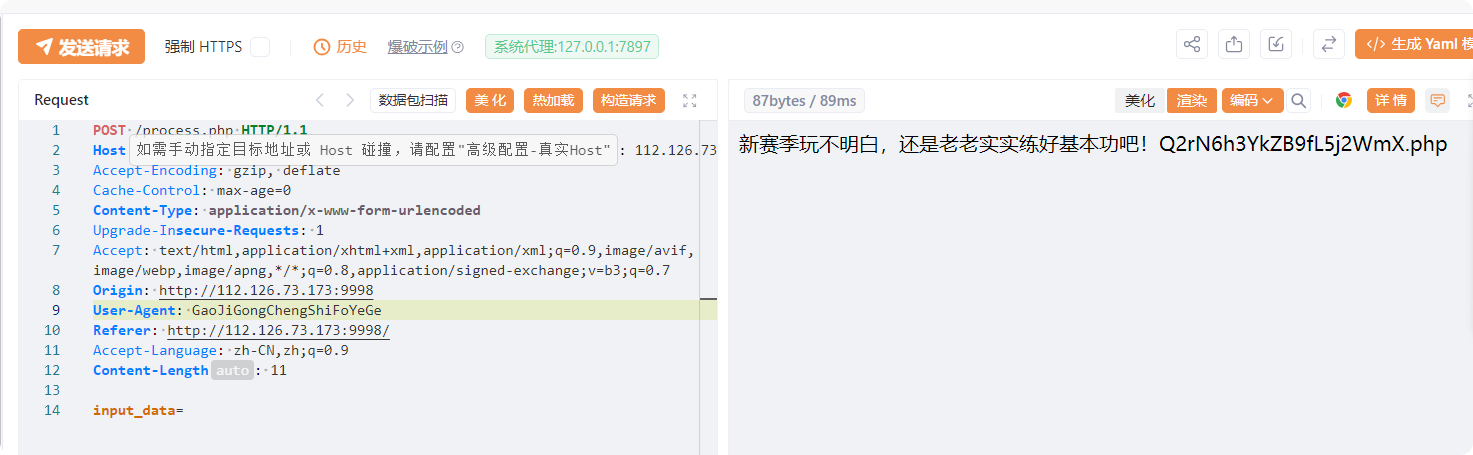 发送请求 强制 HTTPS 历史 爆破示例 系统代理:127.0.0.1:7897 </> 生成 Yaml 模
Request 数据包扫描 美 化 热加载 构造请求
1 POST /process.php HTTP/1.1
2 Host : 112.126.73
如需手动指定目标地址或 Host 碰撞，请配置"高级配置-真实Host"
3 Accept-Encoding: gzip, deflate
4 Cache-Control: max-age=0
5 Content-Type: application/x-www-form-urlencoded
6 Upgrade-Insecure-Requests: 1
7 Accept: text/html,application/xhtml+xml,application/xml;q=0.9,image/avif,
image/webp,image/apng,*/*;q=0.8,application/signed-exchange;v=b3;q=0.7
8 Origin: http://112.126.73.173:9998
9 User-Agent: GaoJiGongChengShiFoYeGe
10 Referer: http://112.126.73.173:9998/
11 Accept-Language: zh-CN,zh;q=0.9
12 Content-Length auto : 11
13
14 input_data=
87bytes / 89ms 美化 渲染 编码 详 情
新赛季玩不明白，还是老老实实练好基本功吧！Q2rN6h3YkZB9fL5j2WmX.php